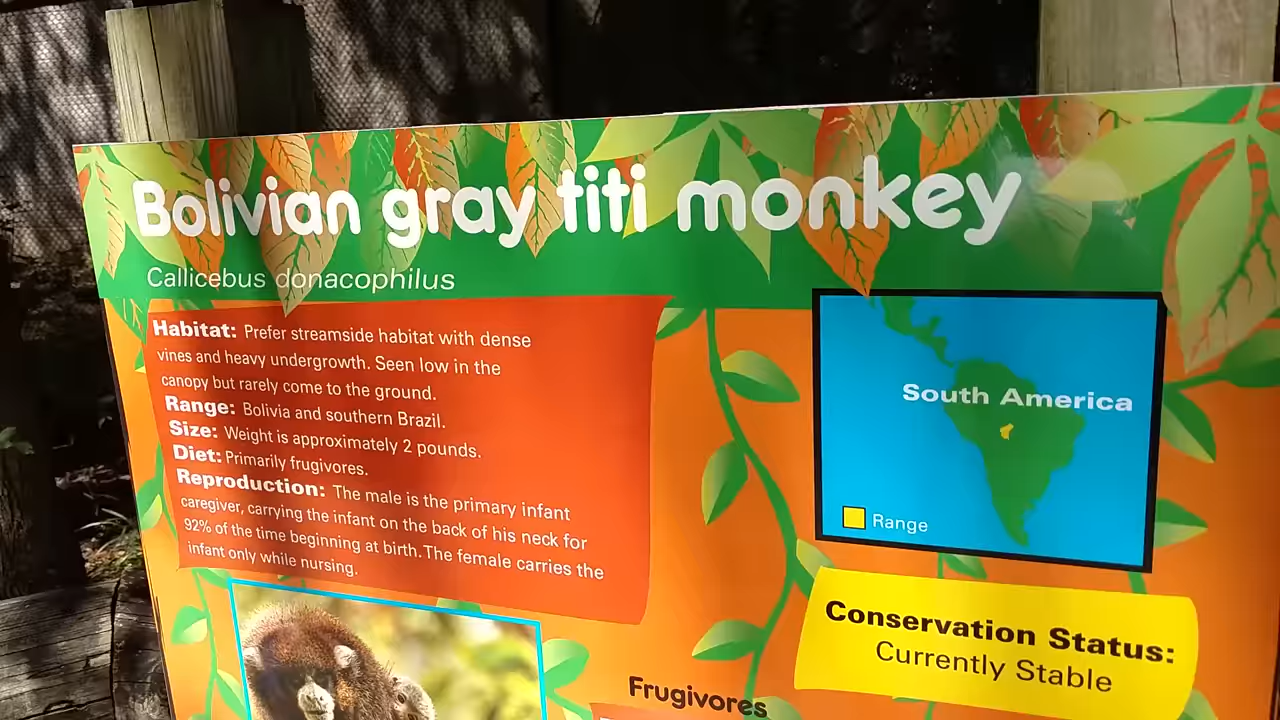 Bolivian gray titi monkey
Callicebus donacophilus
Habitat: Prefer streamside habitat with dense
vines and heavy undergrowth. Seen low in the
canopy but rarely come to the ground.
Range: Bolivia and southern Brazil.
Size: Weight is approximately 2 pounds.
Diet: Primarily frugivores.
Reproduction: The male is the primary infant
caregiver, carrying the infant on the back of his neck for
92% of the time beginning at birth. The female carries the
infant only while nursing.
South America
Range
Conservation Status:
Currently Stable
Frugivores